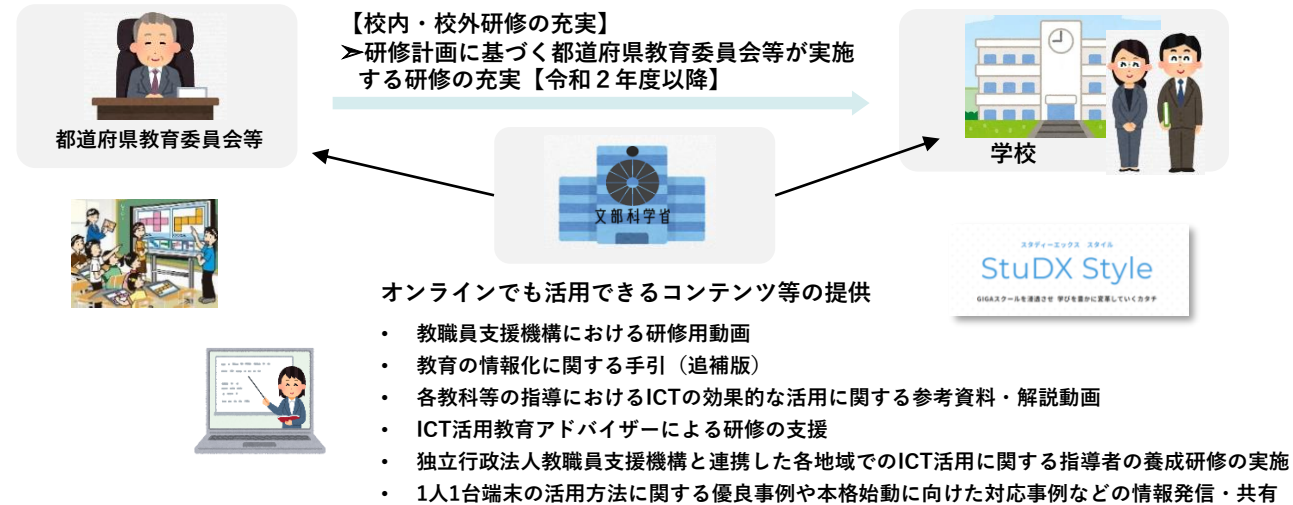 【校内・校外研修の充実】
➢研修計画に基づく都道府県教育委員会等が実施
する研修の充実【令和２年度以降】
都道府県教育委員会等
学校
文部科学省
スタディーエックス スタイル
StuDX Style
GIGAスクールを浸透させ 学びを豊かに変革していくカタチ
オンラインでも活用できるコンテンツ等の提供
• 教職員支援機構における研修用動画
• 教育の情報化に関する手引（追補版）
• 各教科等の指導におけるICTの効果的な活用に関する参考資料・解説動画
• ICT活用教育アドバイザーによる研修の支援
• 独立行政法人教職員支援機構と連携した各地域でのICT活用に関する指導者の養成研修の実施
• 1人1台端末の活用方法に関する優良事例や本格始動に向けた対応事例などの情報発信・共有